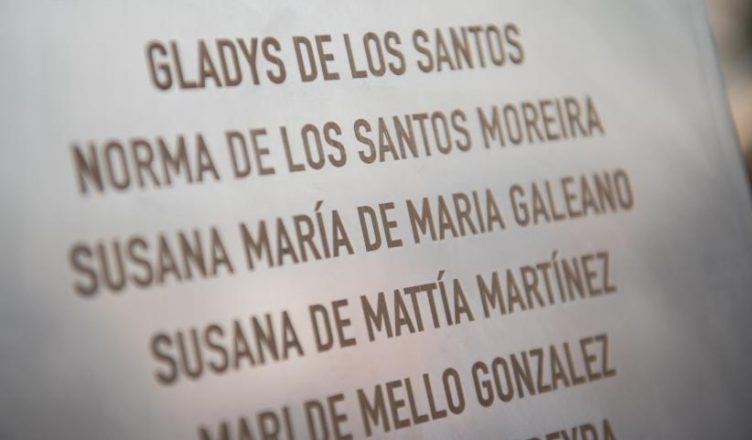 GLADYS DE LOS SANTOS
NORMA DE LOS SANTOS MOREIRA
SUSANA MARÍA DE MARIA GALEANO
SUSANA DE MATTÍA MARTÍNEZ
MARI DE MELLO GONZALEZ